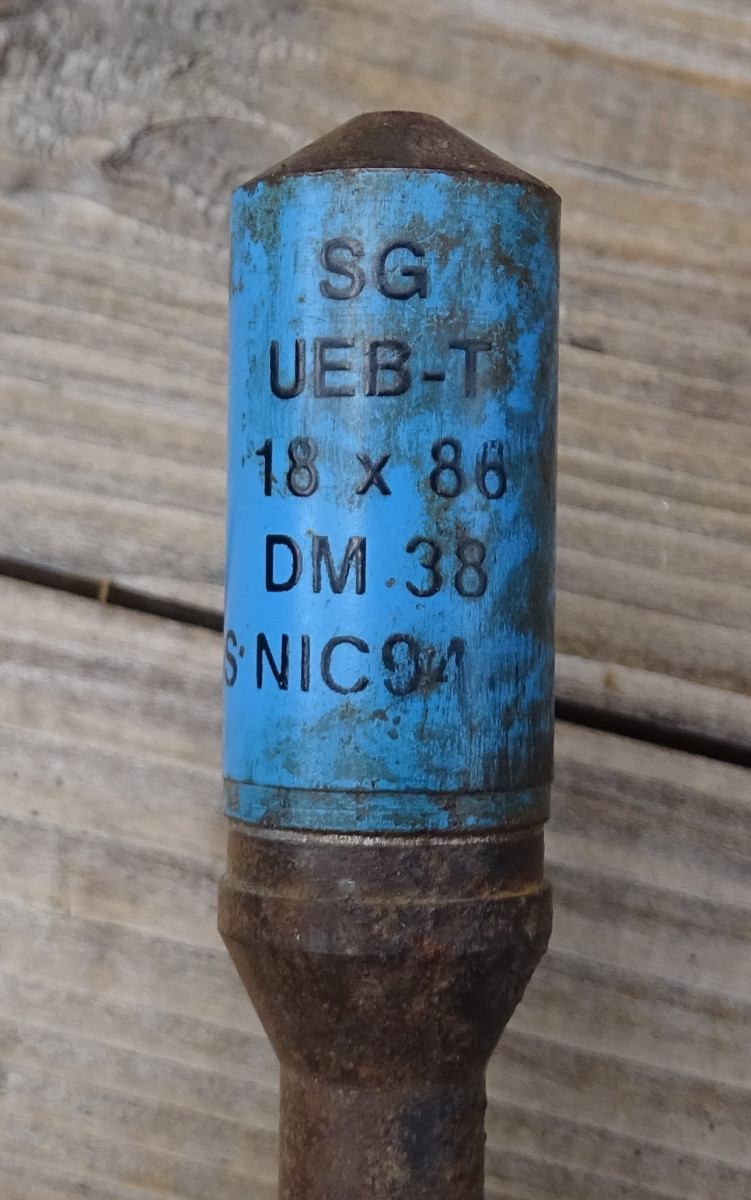 SG
UEB-T
18 x 86
DM 38
S NIC94